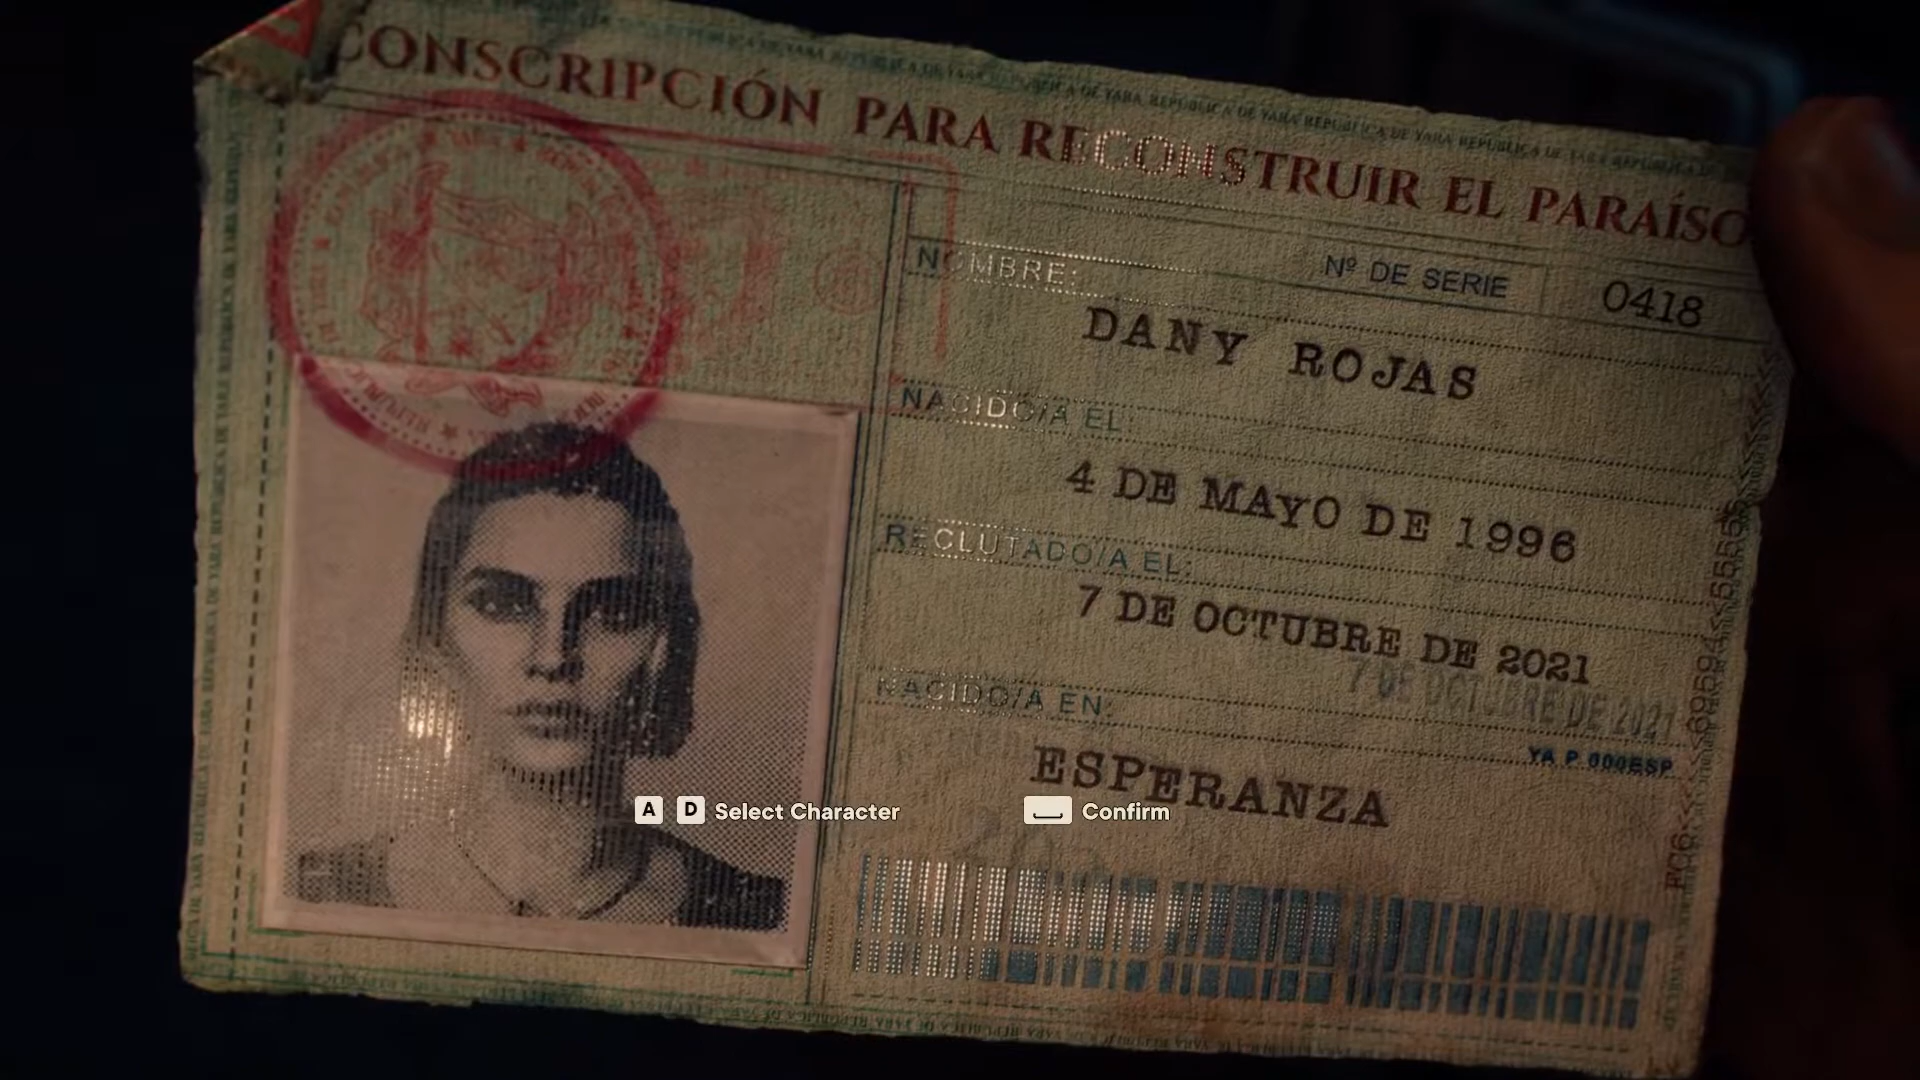 CONSCRIPCIÓN PARA RECONSTRUIR EL PARAÍSO
NOMBRE:
Nº DE SERIE
0418
DANY ROJAS
NACIDO/A EL:
4 DE MAYO DE 1996
RECLUTADO/A EL:
7 DE OCTUBRE DE 2021
7 DE OCTUBRE DE 2021
NACIDO/A EN:
YA P 000ESP
ESPERANZA
A D Select Character
Confirm